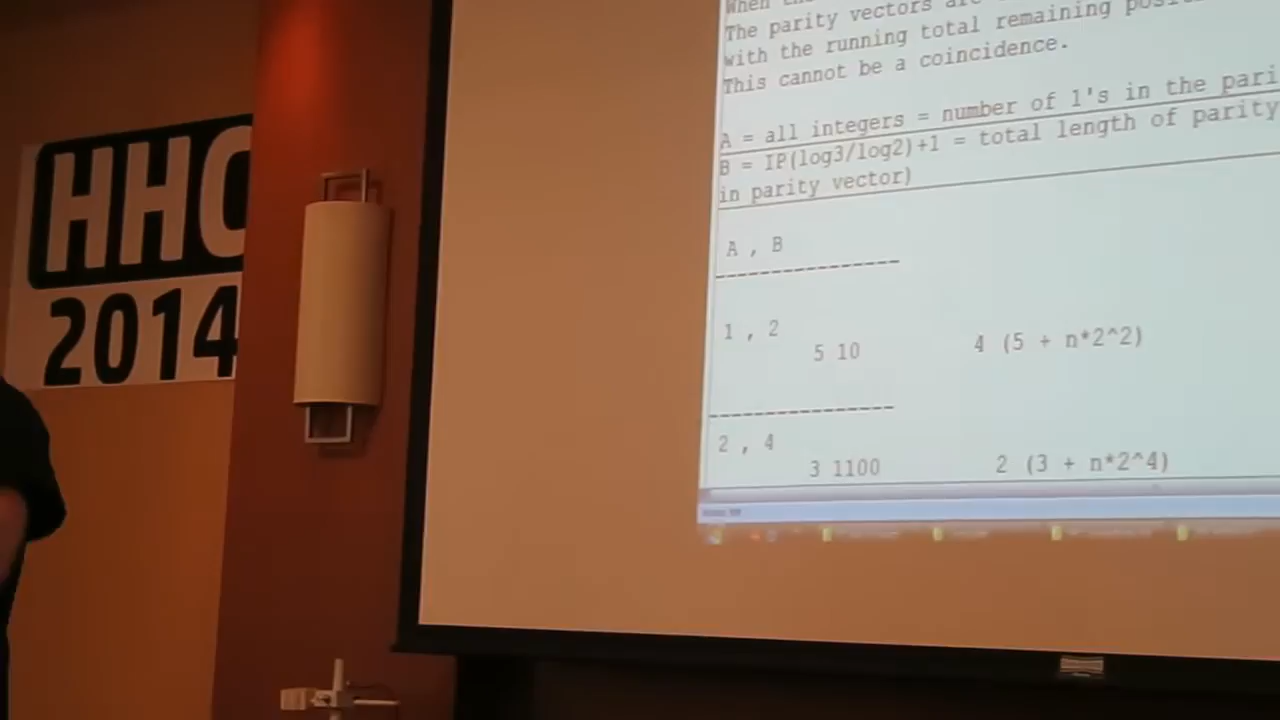 HHC
2014
When
The parity vectors
with the running total remaining
This cannot be a coincidence.
A = all integers = number of 1's in the
B = IP(log3/log2)+1 = total length of parity
in parity vector)
A , B
----------------
1 , 2
5 10 4 (5 + n*2^2)
----------------
2 , 4
3 1100 2 (3 + n*2^4)